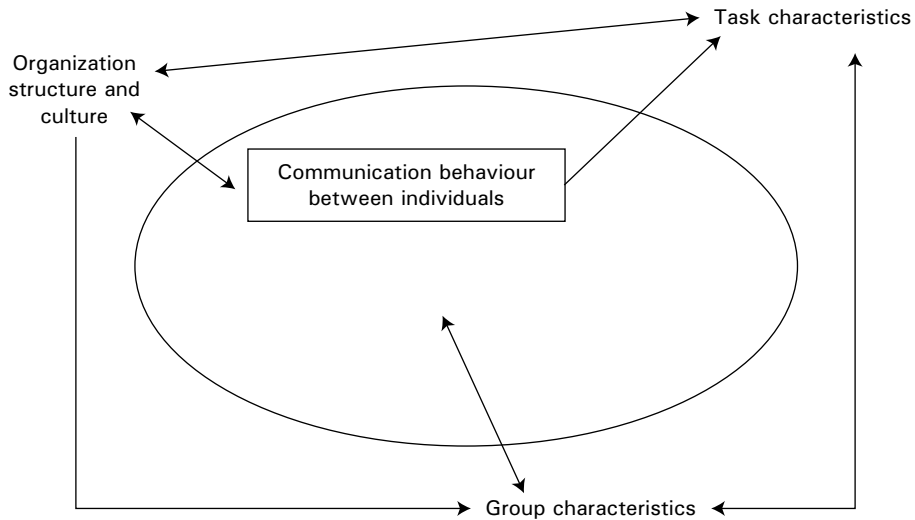 Task characteristics
Organization
structure and
culture
Communication behaviour
between individuals
Group characteristics